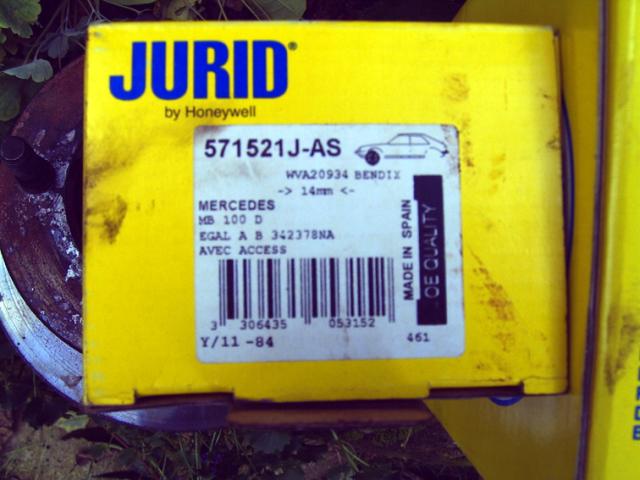 JURID®
by Honeywell
571521J-AS
WVA20934 BENDIX
-> 14mm <-
MERCEDES
MB 100 D
EGAL A B 342378NA
AVEC ACCESS
MADE IN SPAIN
OE QUALITY
3 306435 053152
Y/11 -84
461